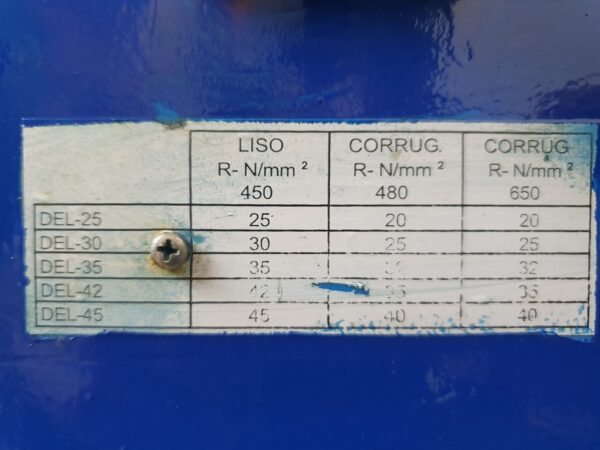 LISO CORRUG. CORRUG
R- N/mm ² R- N/mm ² R- N/mm ²
450 480 650
DEL-25 25 20 20
DEL-30 30 25 25
DEL-35 35 32
DEL-42 42 35
DEL-45 45 40 40